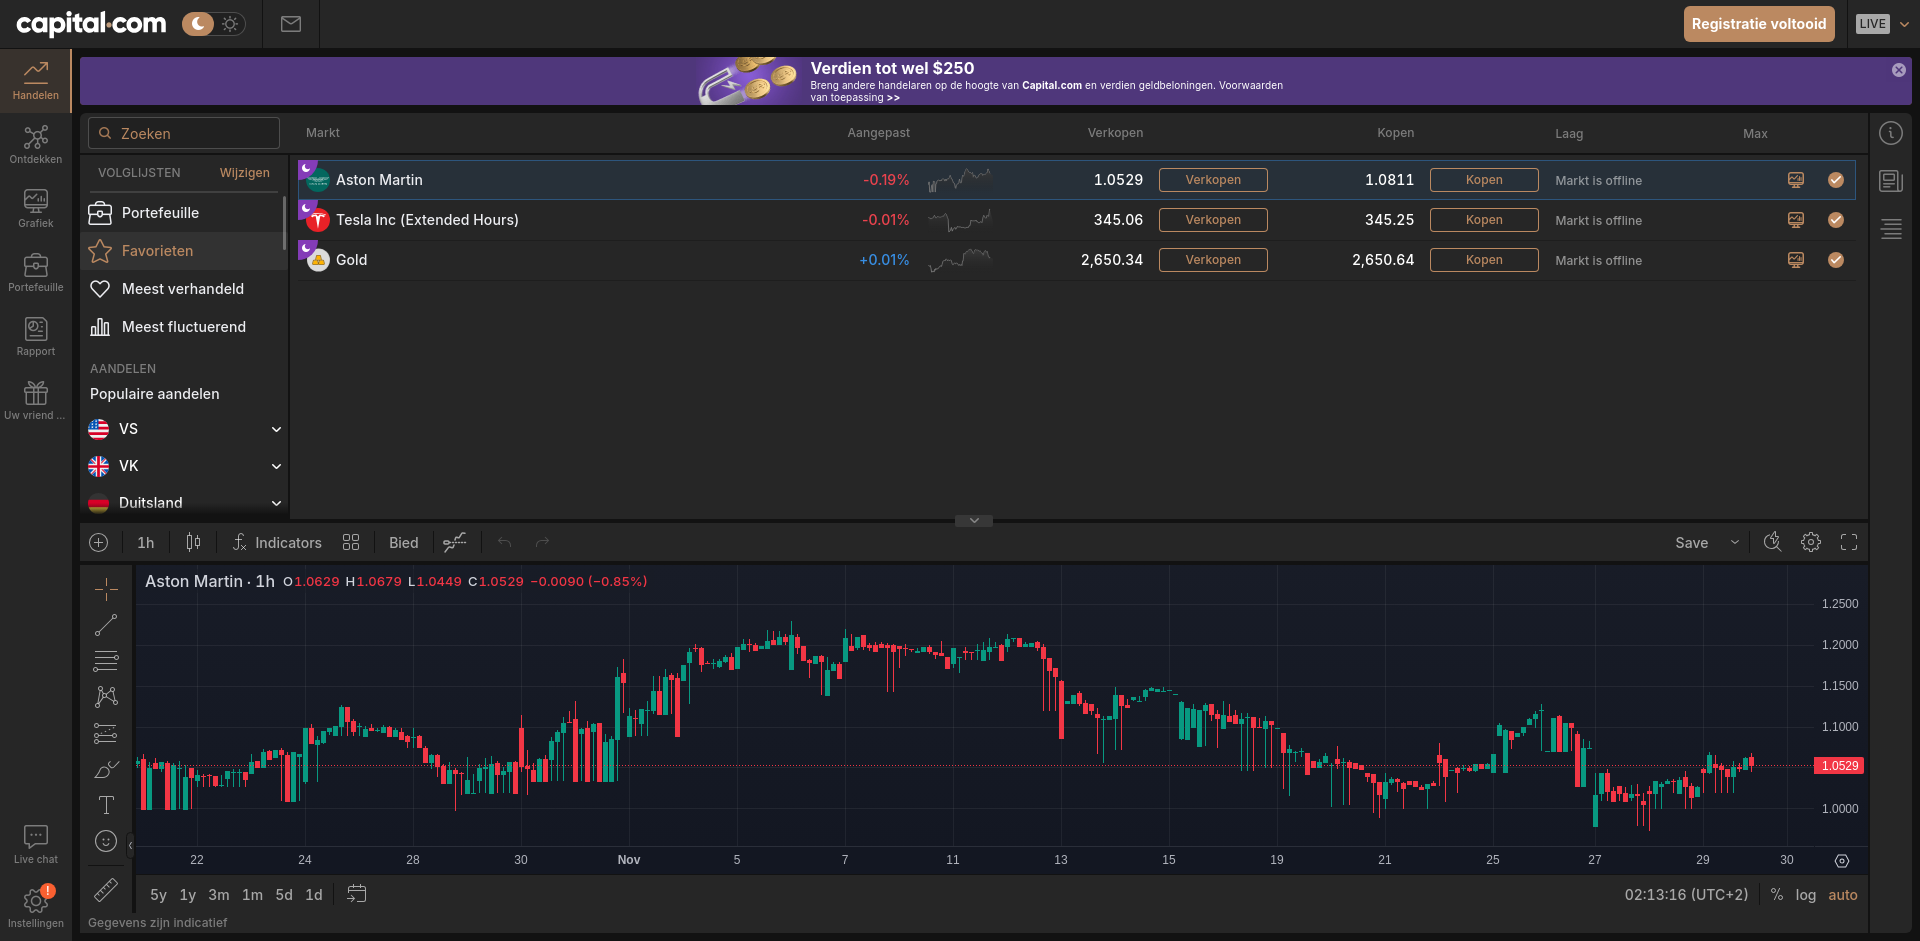 capital.com
Registratie voltooid
LIVE
Handelen
Ontdekken
Grafiek
Portefeuille
Rapport
Uw vriend ...
Live chat
!
Instellingen
Verdien tot wel $250
Breng andere handelaren op de hoogte van Capital.com en verdien geldbeloningen. Voorwaarden
van toepassing >>
Zoeken
Markt Aangepast Verkopen Kopen Laag Max
VOLGLIJSTEN Wijzigen
Portefeuille
Favorieten
Meest verhandeld
Meest fluctuerend
AANDELEN
Populaire aandelen
VS
VK
Duitsland
Aston Martin -0.19% 1.0529 Verkopen 1.0811 Kopen Markt is offline
Tesla Inc (Extended Hours) -0.01% 345.06 Verkopen 345.25 Kopen Markt is offline
Gold +0.01% 2,650.34 Verkopen 2,650.64 Kopen Markt is offline
1h Indicators Bied Save
Aston Martin · 1h O1.0629 H1.0679 L1.0449 C1.0529 −0.0090 (−0.85%)
1.2500
1.2000
1.1500
1.1000
1.0529
1.0000
22 24 28 30 Nov 5 7 11 13 15 19 21 25 27 29 30
5y 1y 3m 1m 5d 1d 02:13:16 (UTC+2) % log auto
Gegevens zijn indicatief